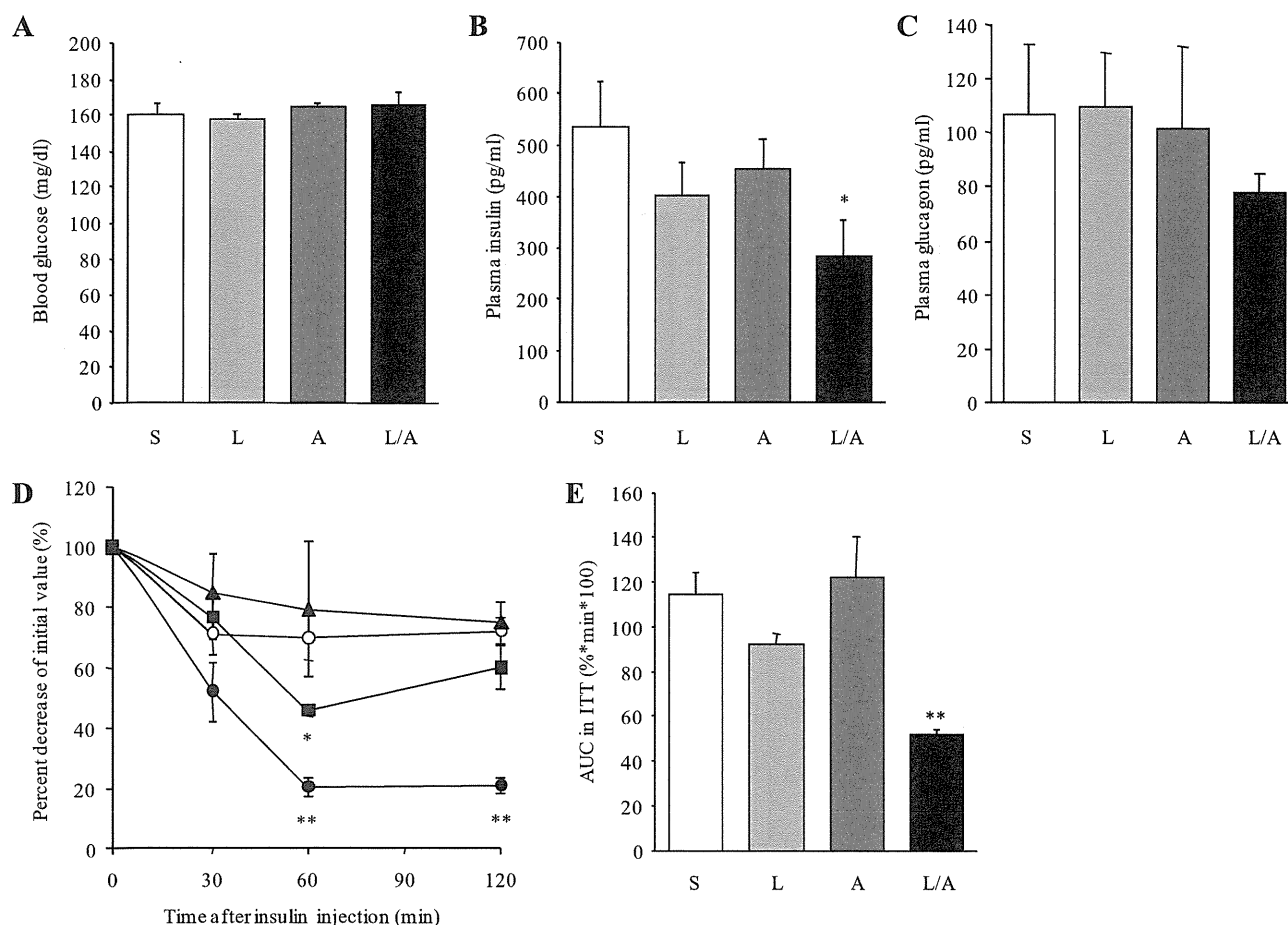 A
Blood glucose (mg/dl)
200
180
160
140
120
100
80
60
40
20
0
S L A L/A
B
Plasma insulin (pg/ml)
700
600
500
400
300
200
100
0
*
S L A L/A
C
Plasma glucagon (pg/ml)
140
120
100
80
60
40
20
0
S L A L/A
D
Percent decrease of initial value (%)
120
100
80
60
40
20
0
*
** **
0 30 60 90 120
Time after insulin injection (min)
E
AUC in ITT (%*min*100)
160
140
120
100
80
60
40
20
0
**
S L A L/A